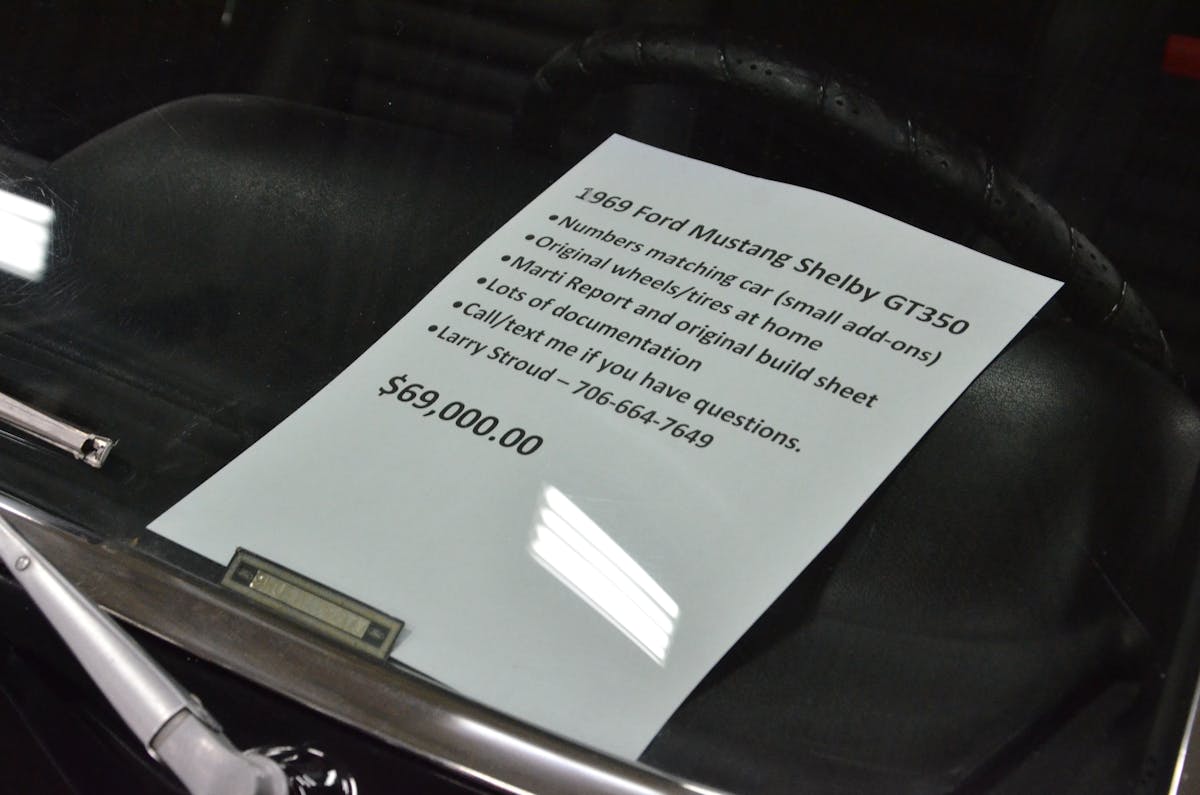 1969 Ford Mustang Shelby GT350
•Numbers matching car (small add-ons)
•Original wheels/tires at home
•Marti Report and original build sheet
•Lots of documentation
•Call/text me if you have questions.
•Larry Stroud – 706-664-7649
$69,000.00